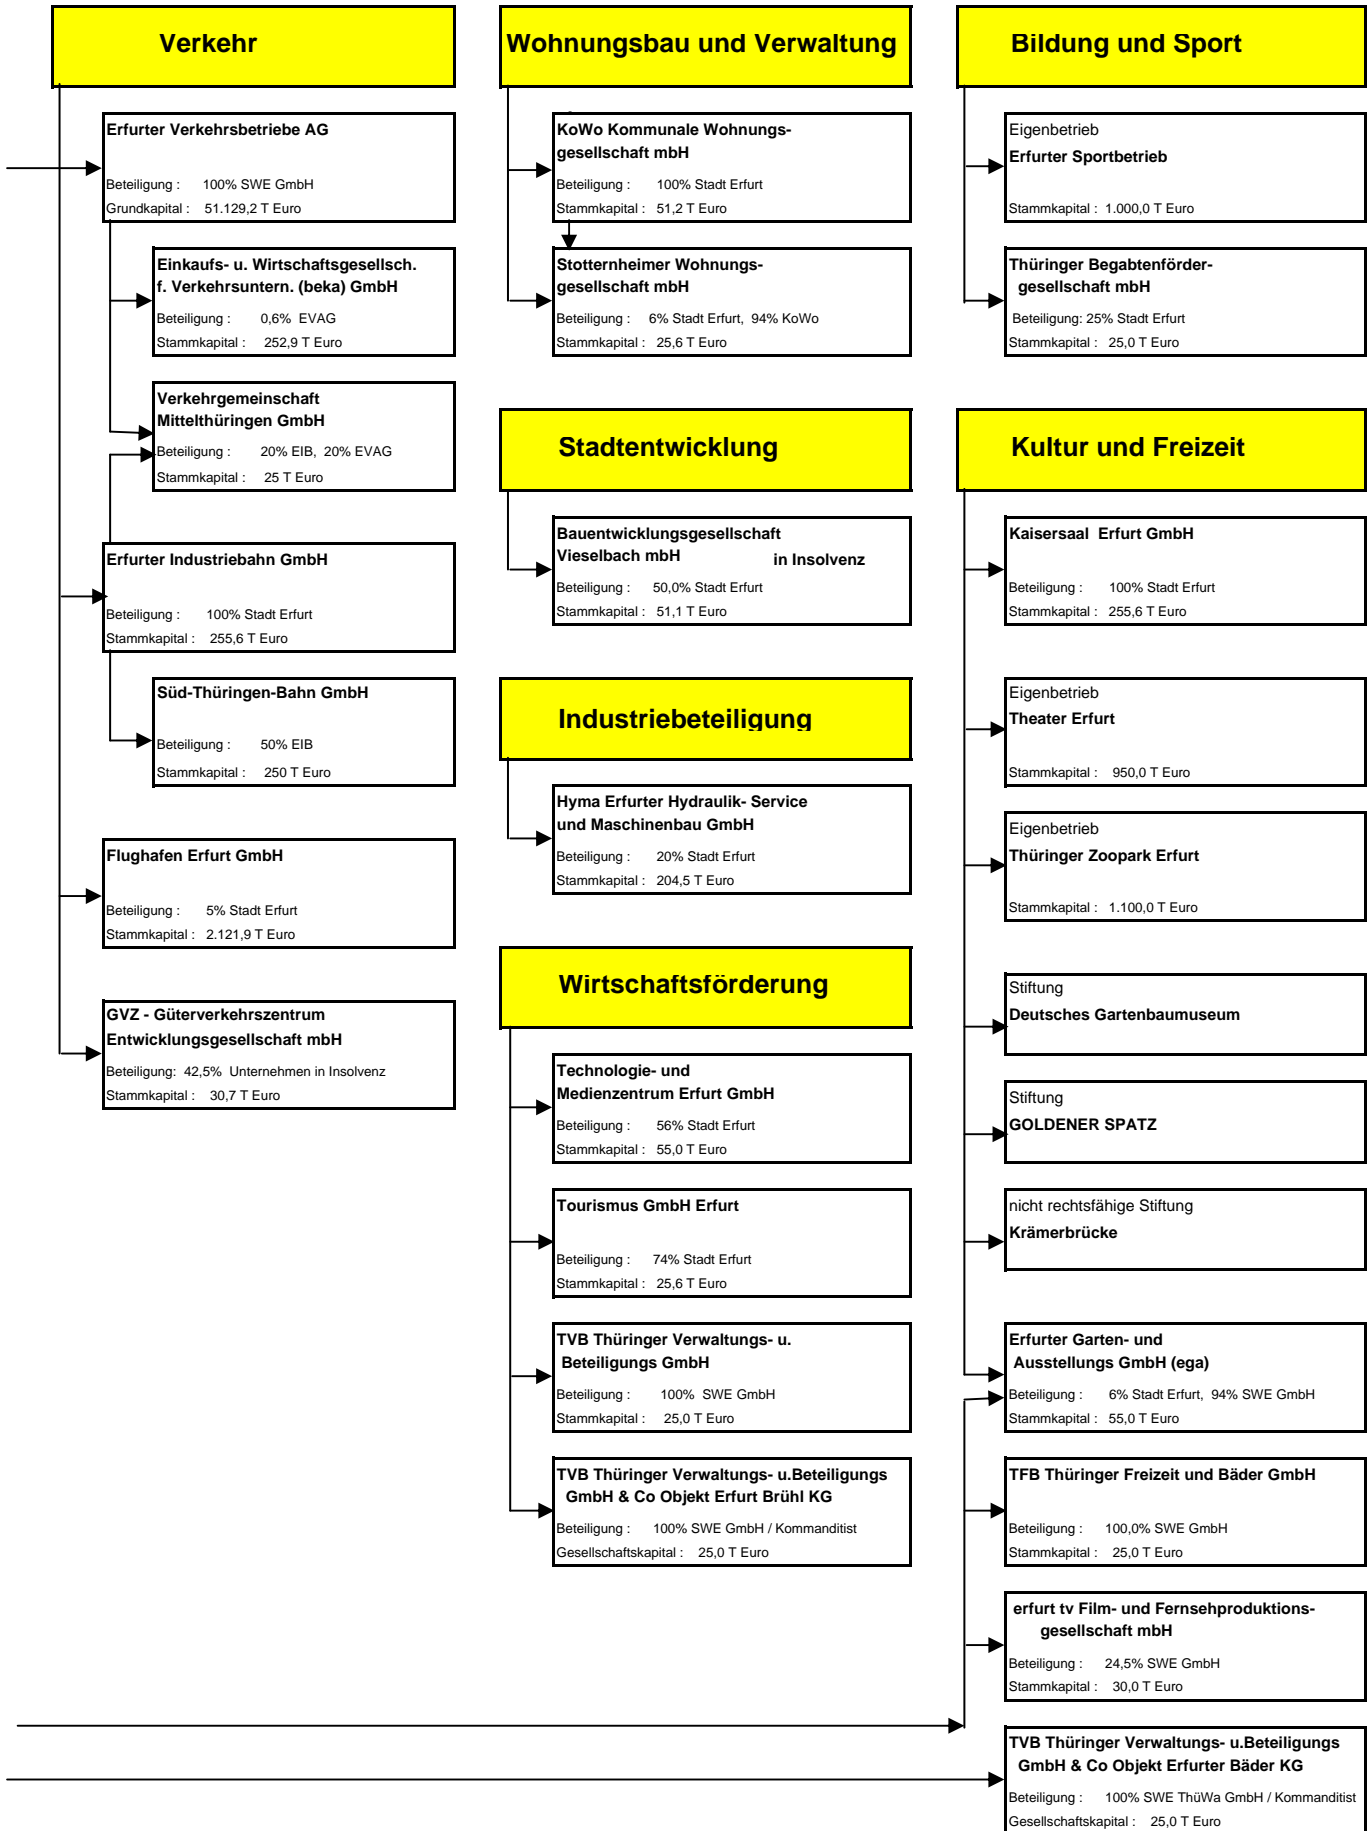 Verkehr
Erfurter Verkehrsbetriebe AG
Beteiligung : 100% SWE GmbH
Grundkapital : 51.129,2 T Euro
Einkaufs- u. Wirtschaftsgesellsch.
f. Verkehrsuntern. (beka) GmbH
Beteiligung : 0,6% EVAG
Stammkapital : 252,9 T Euro
Verkehrgemeinschaft
Mittelthüringen GmbH
Beteiligung : 20% EIB, 20% EVAG
Stammkapital : 25 T Euro
Erfurter Industriebahn GmbH
Beteiligung : 100% Stadt Erfurt
Stammkapital : 255,6 T Euro
Süd-Thüringen-Bahn GmbH
Beteiligung : 50% EIB
Stammkapital : 250 T Euro
Flughafen Erfurt GmbH
Beteiligung : 5% Stadt Erfurt
Stammkapital : 2.121,9 T Euro
GVZ - Güterverkehrszentrum
Entwicklungsgesellschaft mbH
Beteiligung: 42,5% Unternehmen in Insolvenz
Stammkapital : 30,7 T Euro
Wohnungsbau und Verwaltung
KoWo Kommunale Wohnungs-
gesellschaft mbH
Beteiligung : 100% Stadt Erfurt
Stammkapital : 51,2 T Euro
Stotternheimer Wohnungs-
gesellschaft mbH
Beteiligung : 6% Stadt Erfurt, 94% KoWo
Stammkapital : 25,6 T Euro
Stadtentwicklung
Bauentwicklungsgesellschaft
Vieselbach mbH in Insolvenz
Beteiligung : 50,0% Stadt Erfurt
Stammkapital : 51,1 T Euro
Industriebeteiligung
Hyma Erfurter Hydraulik- Service
und Maschinenbau GmbH
Beteiligung : 20% Stadt Erfurt
Stammkapital : 204,5 T Euro
Wirtschaftsförderung
Technologie- und
Medienzentrum Erfurt GmbH
Beteiligung : 56% Stadt Erfurt
Stammkapital : 55,0 T Euro
Tourismus GmbH Erfurt
Beteiligung : 74% Stadt Erfurt
Stammkapital : 25,6 T Euro
TVB Thüringer Verwaltungs- u.
Beteiligungs GmbH
Beteiligung : 100% SWE GmbH
Stammkapital : 25,0 T Euro
TVB Thüringer Verwaltungs- u.Beteiligungs
GmbH & Co Objekt Erfurt Brühl KG
Beteiligung : 100% SWE GmbH / Kommanditist
Gesellschaftskapital : 25,0 T Euro
Bildung und Sport
Eigenbetrieb
Erfurter Sportbetrieb
Stammkapital : 1.000,0 T Euro
Thüringer Begabtenförder-
gesellschaft mbH
Beteiligung: 25% Stadt Erfurt
Stammkapital : 25,0 T Euro
Kultur und Freizeit
Kaisersaal Erfurt GmbH
Beteiligung : 100% Stadt Erfurt
Stammkapital : 255,6 T Euro
Eigenbetrieb
Theater Erfurt
Stammkapital : 950,0 T Euro
Eigenbetrieb
Thüringer Zoopark Erfurt
Stammkapital : 1.100,0 T Euro
Stiftung
Deutsches Gartenbaumuseum
Stiftung
GOLDENER SPATZ
nicht rechtsfähige Stiftung
Krämerbrücke
Erfurter Garten- und
Ausstellungs GmbH (ega)
Beteiligung : 6% Stadt Erfurt, 94% SWE GmbH
Stammkapital : 55,0 T Euro
TFB Thüringer Freizeit und Bäder GmbH
Beteiligung : 100,0% SWE GmbH
Stammkapital : 25,0 T Euro
erfurt tv Film- und Fernsehproduktions-
gesellschaft mbH
Beteiligung : 24,5% SWE GmbH
Stammkapital : 30,0 T Euro
TVB Thüringer Verwaltungs- u.Beteiligungs
GmbH & Co Objekt Erfurter Bäder KG
Beteiligung : 100% SWE ThüWa GmbH / Kommanditist
Gesellschaftskapital : 25,0 T Euro